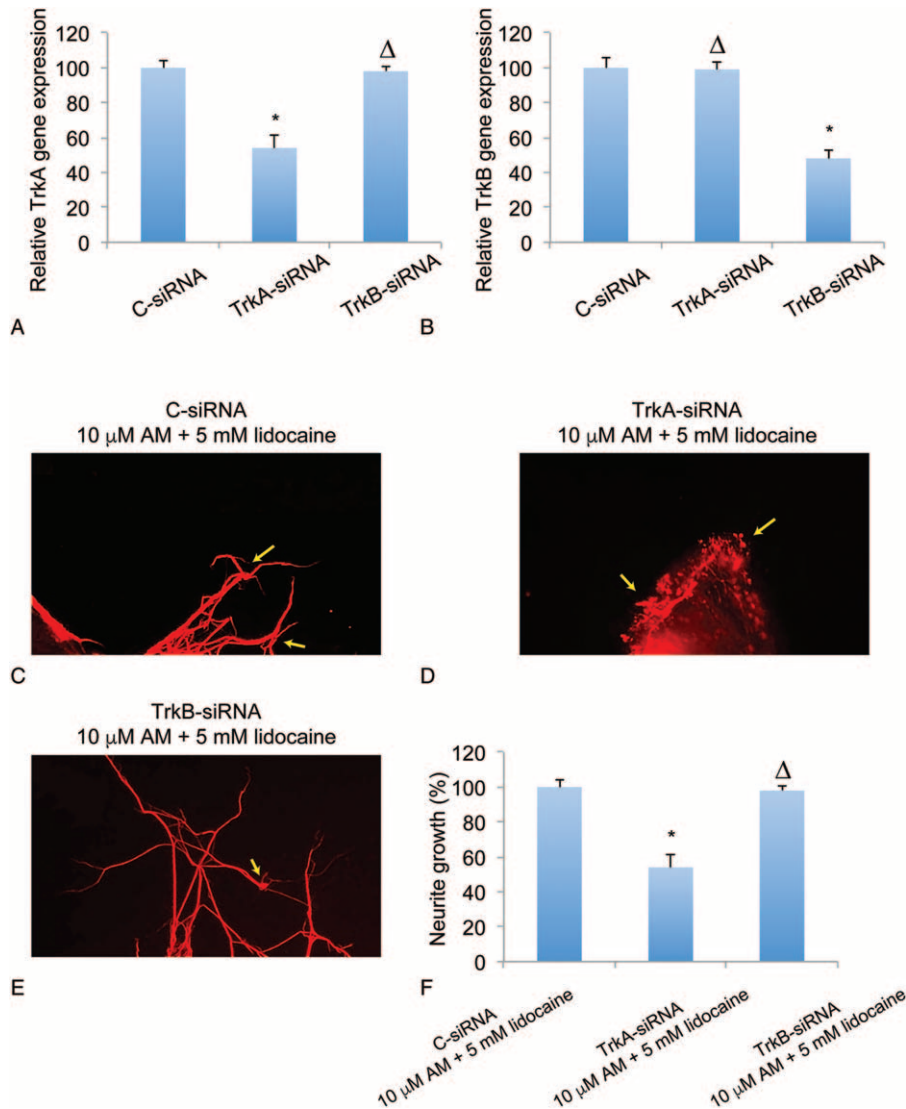 Relative TrkA gene expression
120
100
80
60
40
20
0
*
Δ
C-siRNA
TrkA-siRNA
TrkB-siRNA
A
Relative TrkB gene expression
120
100
80
60
40
20
0
Δ
*
C-siRNA
TrkA-siRNA
TrkB-siRNA
B
C-siRNA
10 μM AM + 5 mM lidocaine
C
TrkA-siRNA
10 μM AM + 5 mM lidocaine
D
TrkB-siRNA
10 μM AM + 5 mM lidocaine
E
Neurite growth (%)
120
100
80
60
40
20
0
*
Δ
C-siRNA
10 μM AM + 5 mM lidocaine
TrkA-siRNA
10 μM AM + 5 mM lidocaine
TrkB-siRNA
10 μM AM + 5 mM lidocaine
F